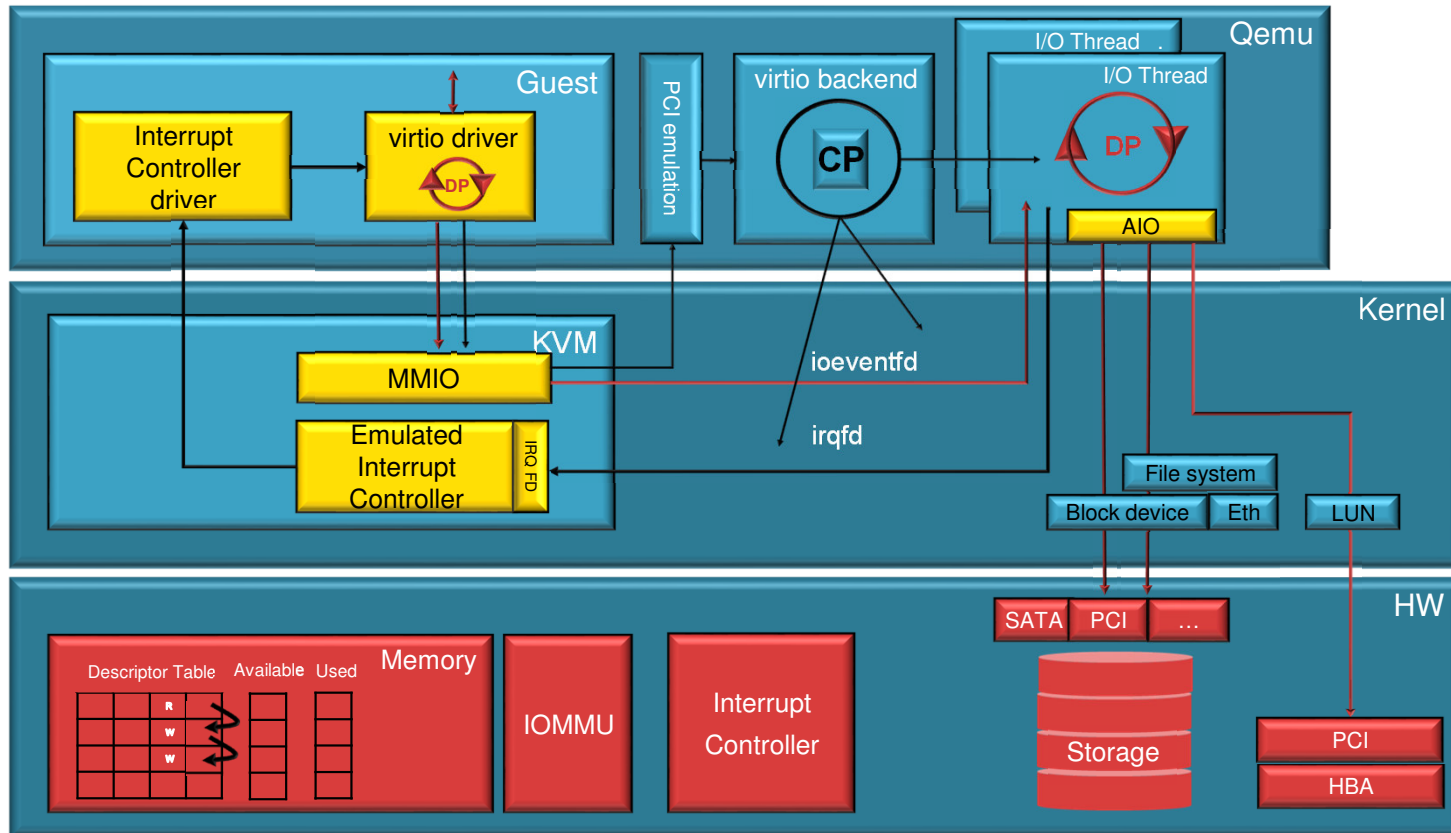 Qemu
I/O Thread .
I/O Thread
DP
AIO
virtio backend
CP
PCI emulation
Guest
Interrupt
Controller
driver
virtio driver
DP
Kernel
KVM
MMIO
Emulated
Interrupt
Controller
IRQ FD
ioeventfd
irqfd
File system
Block device
Eth
LUN
HW
Memory
Descriptor Table
Available
Used
R
W
W
IOMMU
Interrupt
Controller
SATA
PCI
...
Storage
PCI
HBA